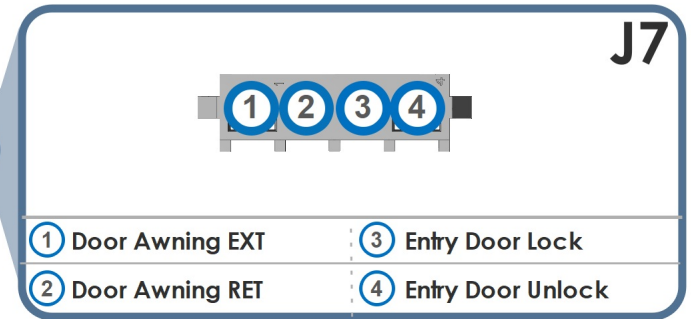 J7
1 2 3 4
1 Door Awning EXT
3 Entry Door Lock
2 Door Awning RET
4 Entry Door Unlock